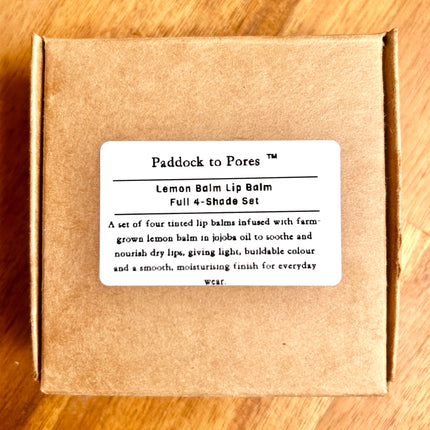 Paddock to Pores ™
Lemon Balm Lip Balm
Full 4-Shade Set
A set of four tinted lip balms infused with farm-
grown lemon balm in jojoba oil to soothe and
nourish dry lips, giving light, buildable colour
and a smooth, moisturising finish for everyday
wear.